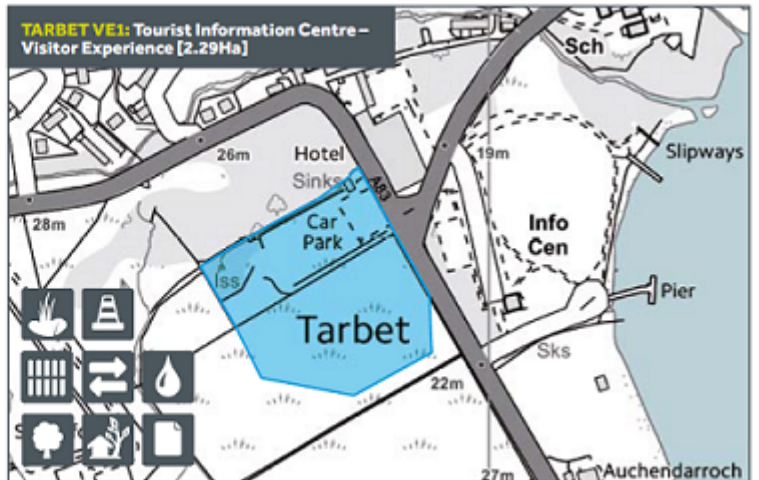 TARBET VE1: Tourist Information Centre –
Visitor Experience [2.29Ha]
Sch
26m
Hotel
19m
Slipways
Sinks
A83
28m
Car
Park
Info
Cen
Iss
Pier
Tarbet
Sks
22m
27m
Auchendarroch